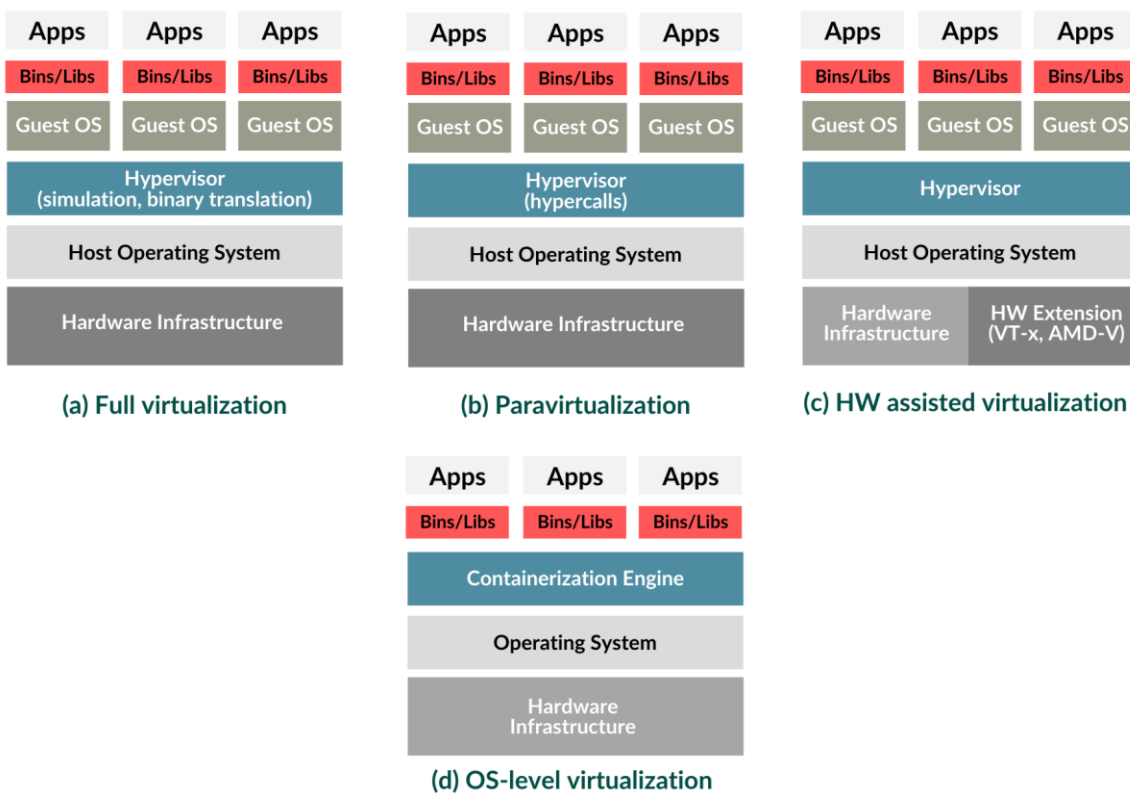 Apps Apps Apps
Bins/Libs Bins/Libs Bins/Libs
Guest OS Guest OS Guest OS
Hypervisor
(simulation, binary translation)
Host Operating System
Hardware Infrastructure
(a) Full virtualization
Apps Apps Apps
Bins/Libs Bins/Libs Bins/Libs
Guest OS Guest OS Guest OS
Hypervisor
(hypercalls)
Host Operating System
Hardware Infrastructure
(b) Paravirtualization
Apps Apps Apps
Bins/Libs Bins/Libs Bins/Libs
Guest OS Guest OS Guest OS
Hypervisor
Host Operating System
Hardware
Infrastructure
HW Extension
(VT-x, AMD-V)
(c) HW assisted virtualization
Apps Apps Apps
Bins/Libs Bins/Libs Bins/Libs
Containerization Engine
Operating System
Hardware
Infrastructure
(d) OS-level virtualization